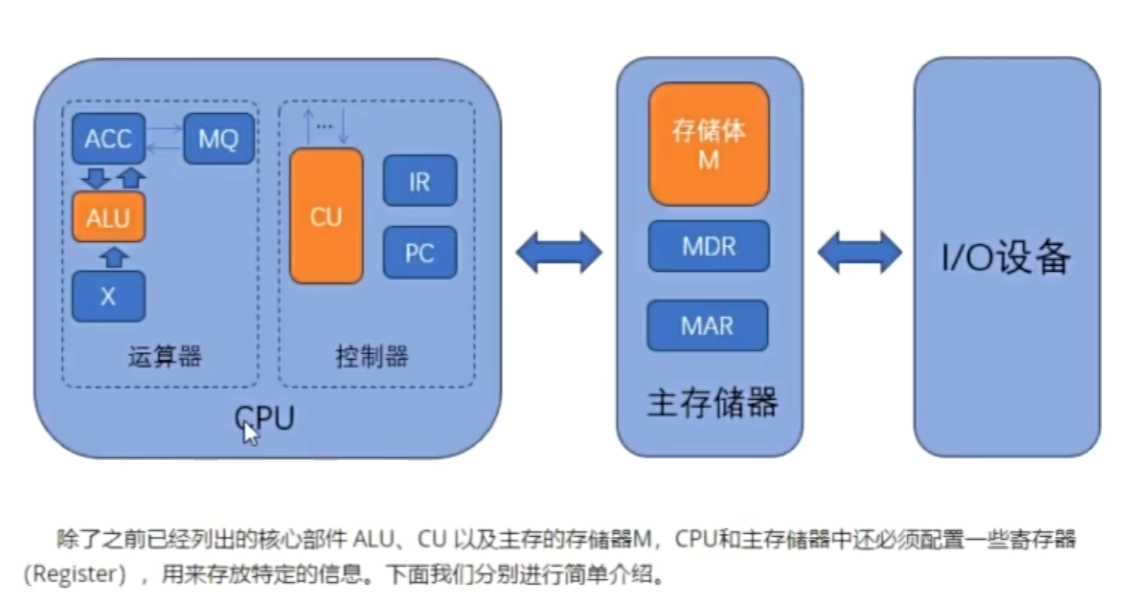 ACC
MQ
ALU
X
运算器
...
CU
IR
PC
控制器
CPU
存储体
M
MDR
MAR
主存储器
I/O设备
除了之前已经列出的核心部件 ALU、CU 以及主存的存储器M，CPU和主存储器中还必须配置一些寄存器
(Register），用来存放特定的信息。下面我们分别进行简单介绍。